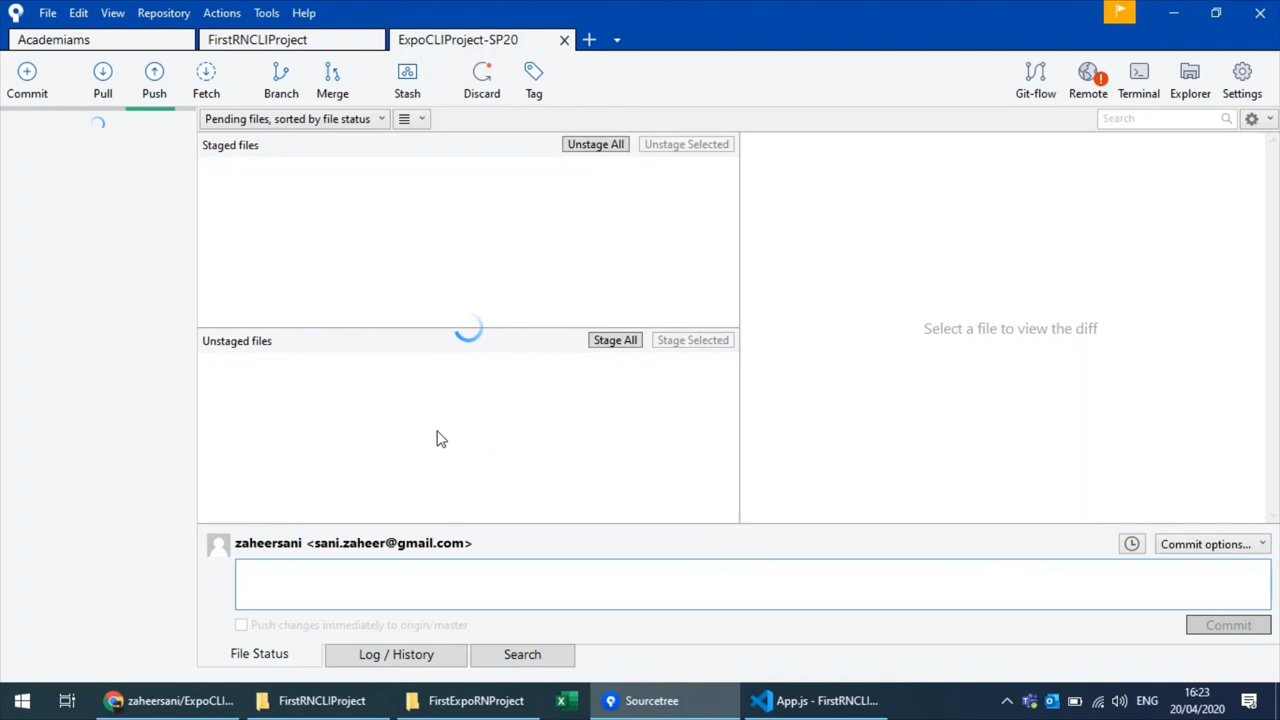 File Edit View Repository Actions Tools Help
Academiams FirstRNCLIProject ExpoCLIProject-SP20
Commit Pull Push Fetch Branch Merge Stash Discard Tag Git-flow Remote Terminal Explorer Settings
Pending files, sorted by file status Search
Staged files Unstage All Unstage Selected
Select a file to view the diff
Unstaged files Stage All Stage Selected
zaheersani <sani.zaheer@gmail.com> Commit options...
Push changes immediately to origin/master Commit
File Status Log / History Search
zaheersani/ExpoCLI... FirstRNCLIProject FirstExpoRNProject Sourcetree App.js - FirstRNCLI... ENG 16:23
20/04/2020